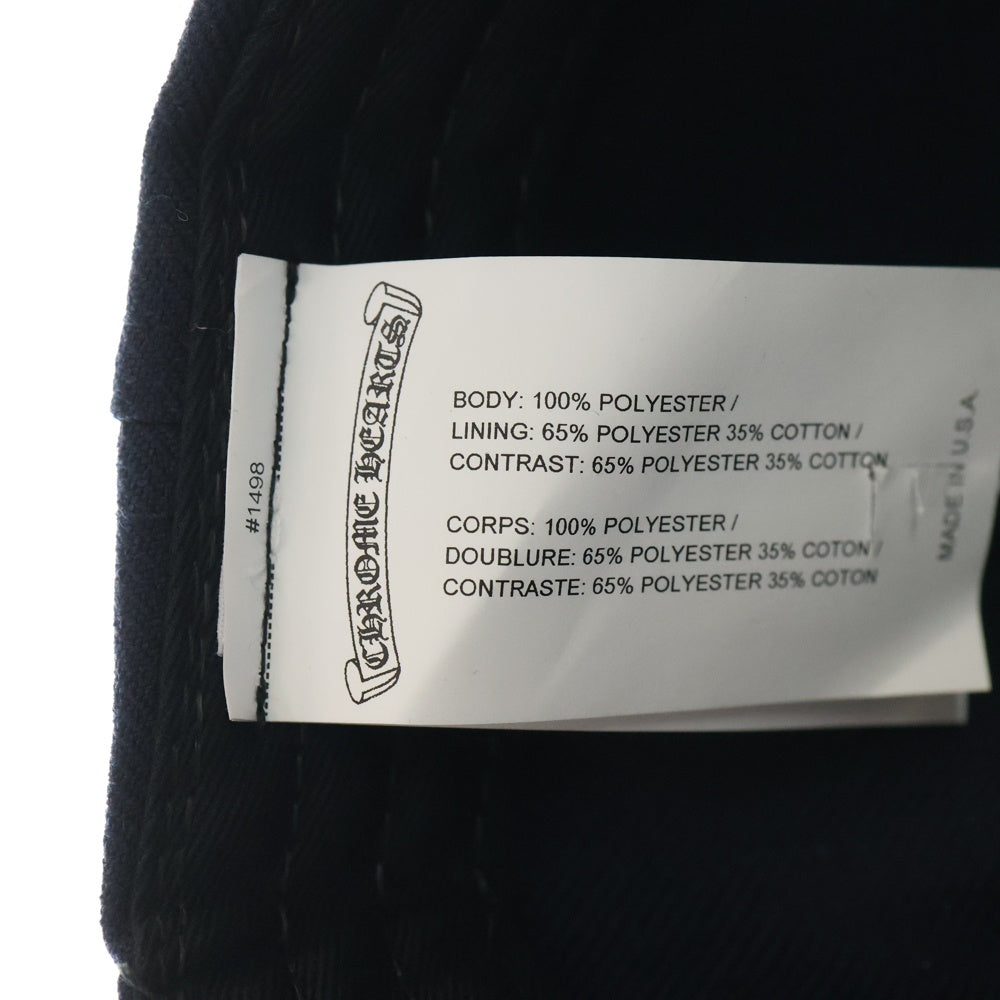 #1498
CHROME HEARTS
BODY: 100% POLYESTER /
LINING: 65% POLYESTER 35% COTTON /
CONTRAST: 65% POLYESTER 35% COTTON
CORPS: 100% POLYESTER /
DOUBLURE: 65% POLYESTER 35% COTON /
CONTRASTE: 65% POLYESTER 35% COTON
MADE IN U.S.A.